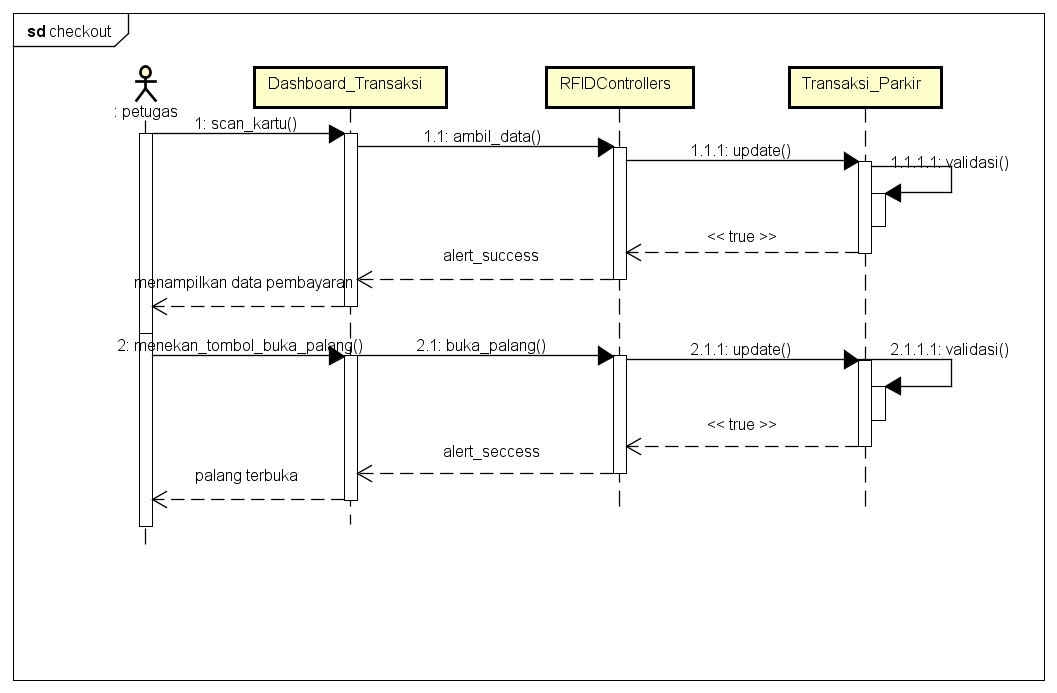 sd checkout
: petugas
Dashboard_Transaksi
RFIDControllers
Transaksi_Parkir
1: scan_kartu()
1.1: ambil_data()
1.1.1: update()
1.1.1.1: validasi()
<< true >>
alert_success
menampilkan data pembayaran
2: menekan_tombol_buka_palang()
2.1: buka_palang()
2.1.1: update()
2.1.1.1: validasi()
<< true >>
alert_seccess
palang terbuka